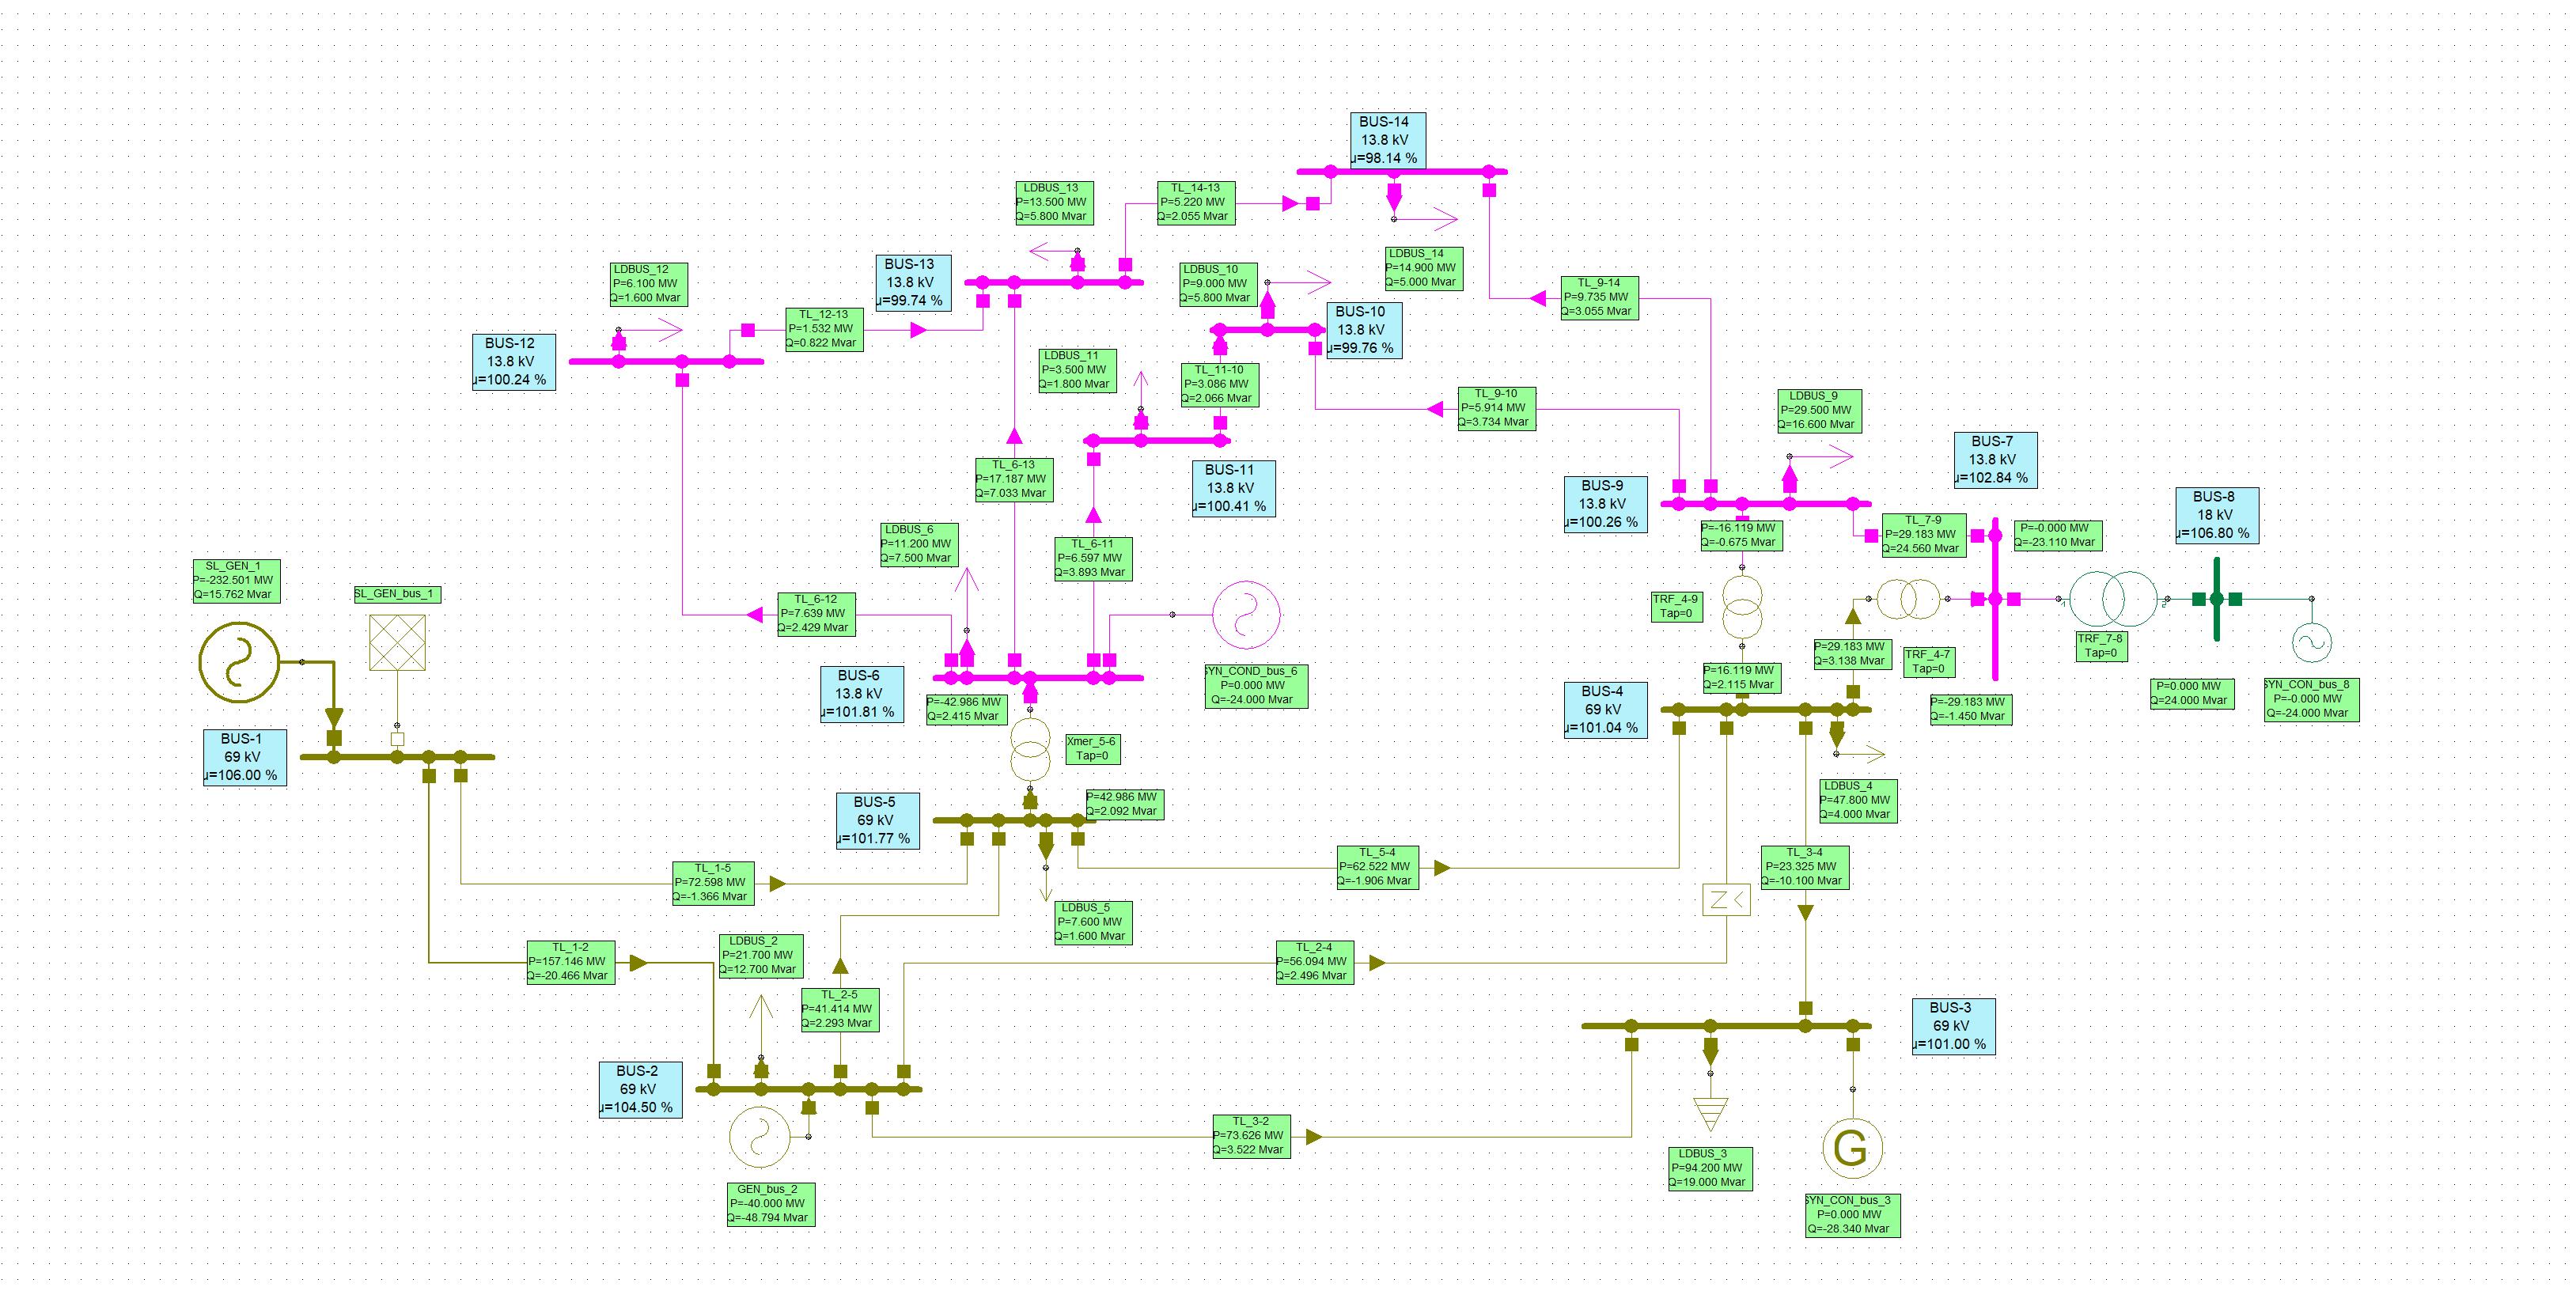 BUS-14
13.8 kV
µ=98.14 %
LDBUS_13
P=13.500 MW
Q=5.800 Mvar
TL_14-13
P=5.220 MW
Q=2.055 Mvar
LDBUS_14
P=14.900 MW
Q=5.000 Mvar
BUS-13
13.8 kV
µ=99.74 %
LDBUS_12
P=6.100 MW
Q=1.600 Mvar
LDBUS_10
P=9.000 MW
Q=5.800 Mvar
TL_9-14
P=9.735 MW
Q=3.055 Mvar
TL_12-13
P=1.532 MW
Q=0.822 Mvar
BUS-10
13.8 kV
µ=99.76 %
BUS-12
13.8 kV
µ=100.24 %
LDBUS_11
P=3.500 MW
Q=1.800 Mvar
TL_11-10
P=3.086 MW
Q=2.066 Mvar
TL_9-10
P=5.914 MW
Q=3.734 Mvar
LDBUS_9
P=29.500 MW
Q=16.600 Mvar
BUS-7
13.8 kV
µ=102.84 %
TL_6-13
P=17.187 MW
Q=7.033 Mvar
BUS-11
13.8 kV
µ=100.41 %
BUS-9
13.8 kV
µ=100.26 %
BUS-8
18 kV
µ=106.80 %
P=-16.119 MW
Q=-0.675 Mvar
TL_7-9
P=29.183 MW
Q=24.560 Mvar
P=-0.000 MW
Q=-23.110 Mvar
LDBUS_6
P=11.200 MW
Q=7.500 Mvar
TL_6-11
P=6.597 MW
Q=3.893 Mvar
SL_GEN_1
P=-232.501 MW
Q=15.762 Mvar
SL_GEN_bus_1
TL_6-12
P=7.639 MW
Q=2.429 Mvar
TRF_4-9
Tap=0
P=29.183 MW
Q=3.138 Mvar
TRF_4-7
Tap=0
1
2
TRF_7-8
Tap=0
BUS-6
13.8 kV
µ=101.81 %
P=-42.986 MW
Q=2.415 Mvar
SYN_COND_bus_6
P=0.000 MW
Q=-24.000 Mvar
P=16.119 MW
Q=2.115 Mvar
BUS-4
69 kV
µ=101.04 %
P=-29.183 MW
Q=-1.450 Mvar
P=0.000 MW
Q=24.000 Mvar
SYN_CON_bus_8
P=-0.000 MW
Q=-24.000 Mvar
BUS-1
69 kV
µ=106.00 %
Xmer_5-6
Tap=0
BUS-5
69 kV
µ=101.77 %
P=42.986 MW
Q=2.092 Mvar
LDBUS_4
P=47.800 MW
Q=4.000 Mvar
TL_1-5
P=72.598 MW
Q=-1.366 Mvar
TL_5-4
P=62.522 MW
Q=-1.906 Mvar
TL_3-4
P=23.325 MW
Q=-10.100 Mvar
Z<
LDBUS_5
P=7.600 MW
Q=1.600 Mvar
TL_1-2
P=157.146 MW
Q=-20.466 Mvar
LDBUS_2
P=21.700 MW
Q=12.700 Mvar
TL_2-4
P=56.094 MW
Q=2.496 Mvar
TL_2-5
P=41.414 MW
Q=2.293 Mvar
BUS-3
69 kV
µ=101.00 %
BUS-2
69 kV
µ=104.50 %
TL_3-2
P=73.626 MW
Q=3.522 Mvar
G
LDBUS_3
P=94.200 MW
Q=19.000 Mvar
GEN_bus_2
P=-40.000 MW
Q=-48.794 Mvar
SYN_CON_bus_3
P=0.000 MW
Q=-28.340 Mvar